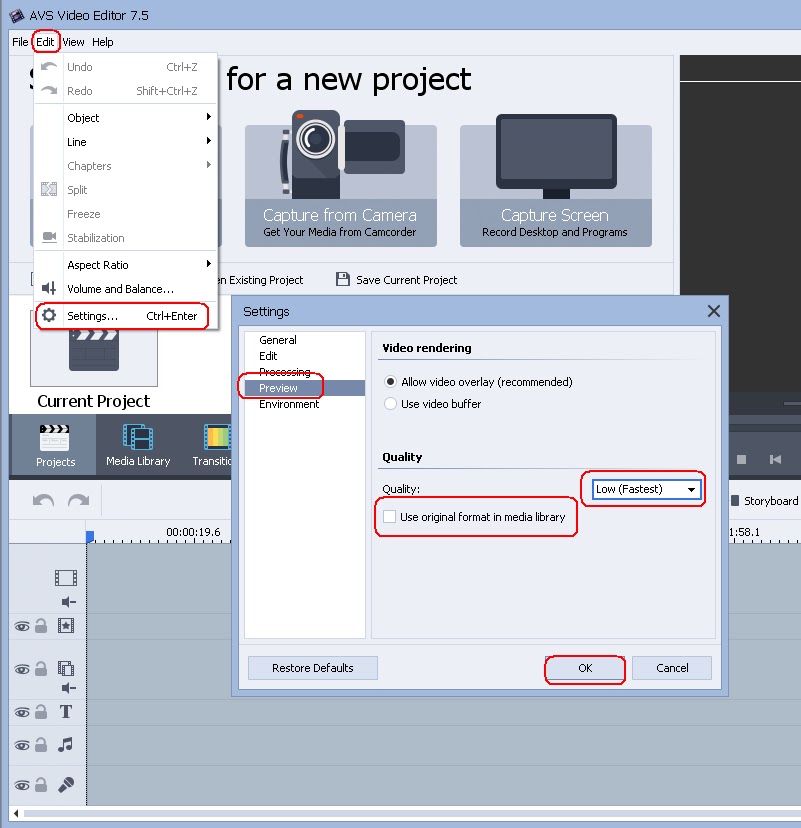 AVS Video Editor 7.5
File Edit View Help
for a new project
Undo Ctrl+Z
Redo Shift+Ctrl+Z
Object
Line
Chapters
Split
Freeze
Stabilization
Aspect Ratio
Volume and Balance...
Settings... Ctrl+Enter
Capture from Camera
Get Your Media from Camcorder
Capture Screen
Record Desktop and Programs
n Existing Project
Save Current Project
Current Project
Projects
Media Library
Transitio
Settings
General
Edit
Processing
Preview
Environment
Video rendering
Allow video overlay (recommended)
Use video buffer
Quality
Quality: Low (Fastest)
Use original format in media library
Restore Defaults
OK
Cancel
Storyboard
00:00:19.6
1:58.1
T